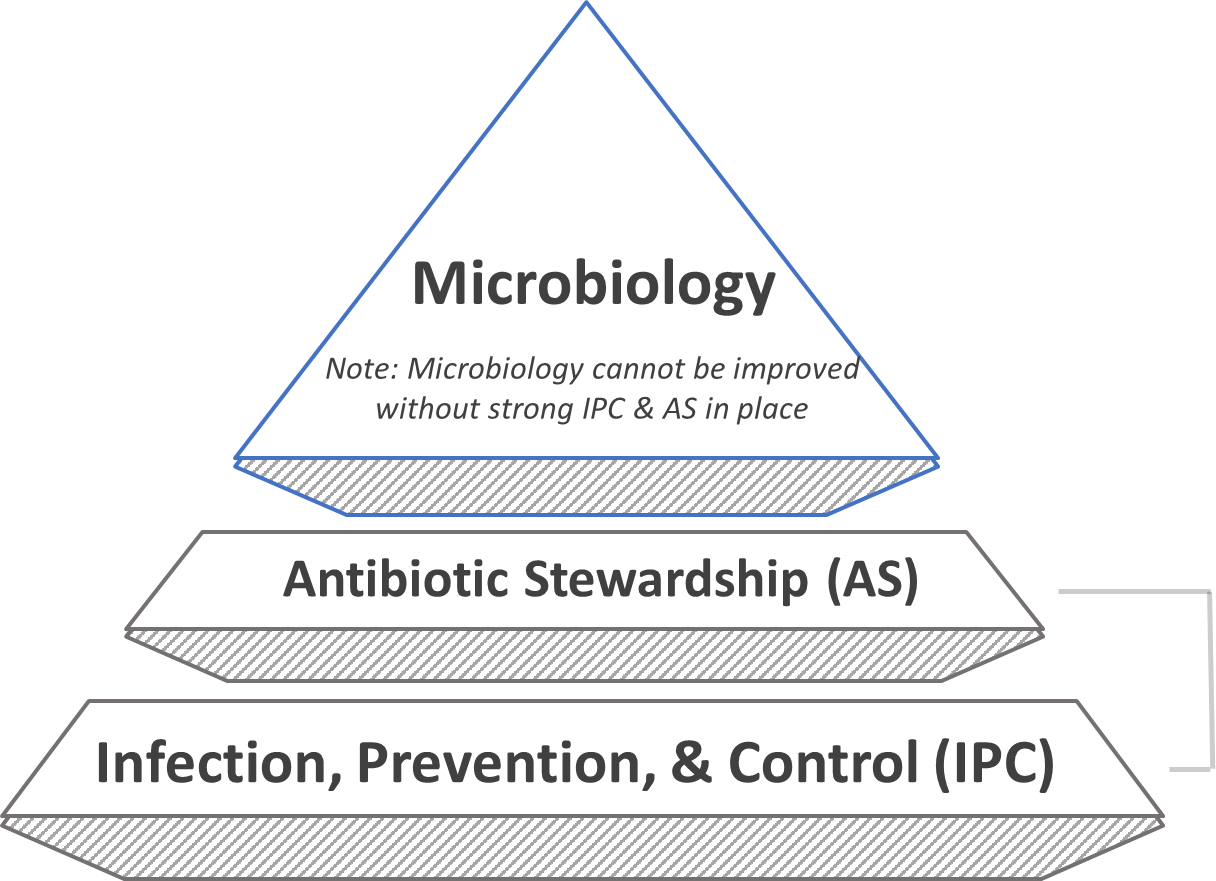 Microbiology
Note: Microbiology cannot be improved
without strong IPC & AS in place
Antibiotic Stewardship (AS)
Infection, Prevention, & Control (IPC)